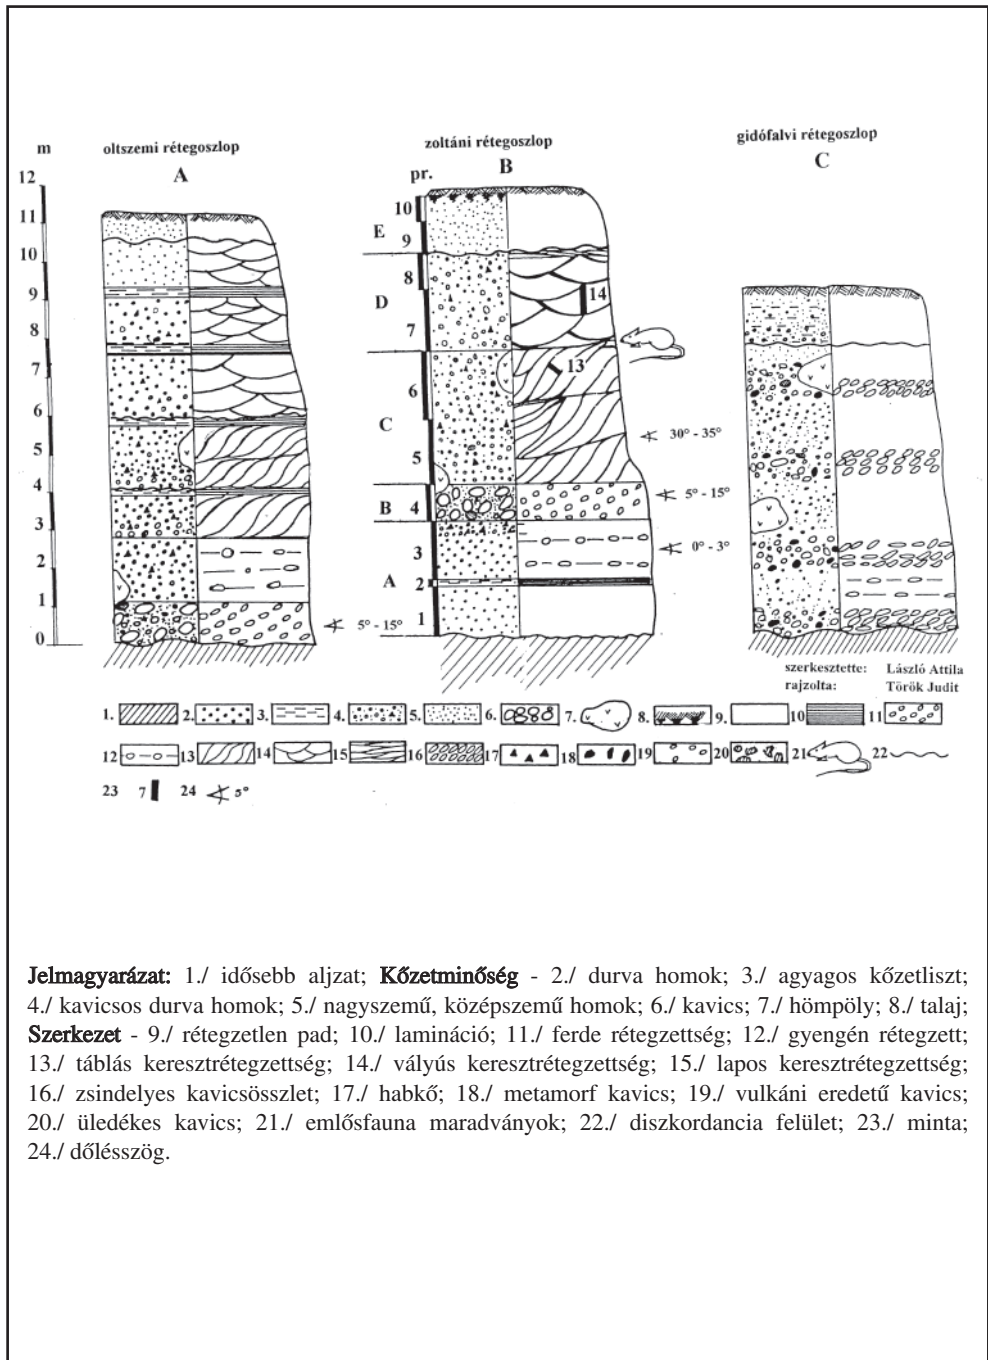 m
oltszemi rétegoszlop
A
zoltáni rétegoszlop
B
pr.
gidófalvi rétegoszlop
C
12
11
10
9
8
7
6
5
4
3
2
1
0
5° - 15°
E
D
C
B
A
10
9
8
7
6
5
4
3
2
1
14
13
30° - 35°
5° - 15°
0° - 3°
szerkesztette: László Attila
rajzolta: Török Judit
1. 2. 3. 4. 5. 6. 7. 8. 9. 10 11
12 13 14 15 16 17 18 19 20 21 22
23 7 24 5°
Jelmagyarázat: 1./ idősebb aljzat; Kőzetminőség - 2./ durva homok; 3./ agyagos kőzetliszt;
4./ kavicsos durva homok; 5./ nagyszemű, középszemű homok; 6./ kavics; 7./ hömpöly; 8./ talaj;
Szerkezet - 9./ rétegzetlen pad; 10./ lamináció; 11./ ferde rétegzettség; 12./ gyengén rétegzett;
13./ táblás keresztrétegzettség; 14./ vályús keresztrétegzettség; 15./ lapos keresztrétegzettség;
16./ zsindelyes kavicsösszlet; 17./ habkő; 18./ metamorf kavics; 19./ vulkáni eredetű kavics;
20./ üledékes kavics; 21./ emlősfauna maradványok; 22./ diszkordancia felület; 23./ minta;
24./ dőlésszög.